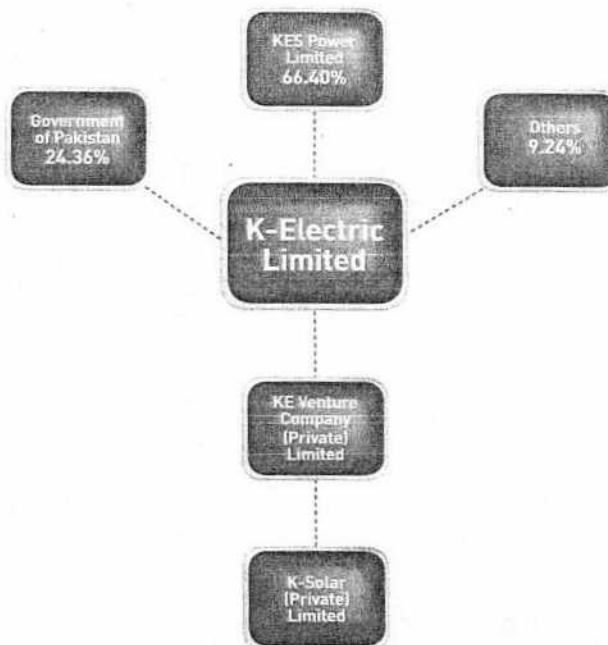 KES Power
Limited
66.40%
Government
of Pakistan
24.36%
Others
9.24%
K-Electric
Limited
KE Venture
Company
(Private)
Limited
K-Solar
(Private)
Limited